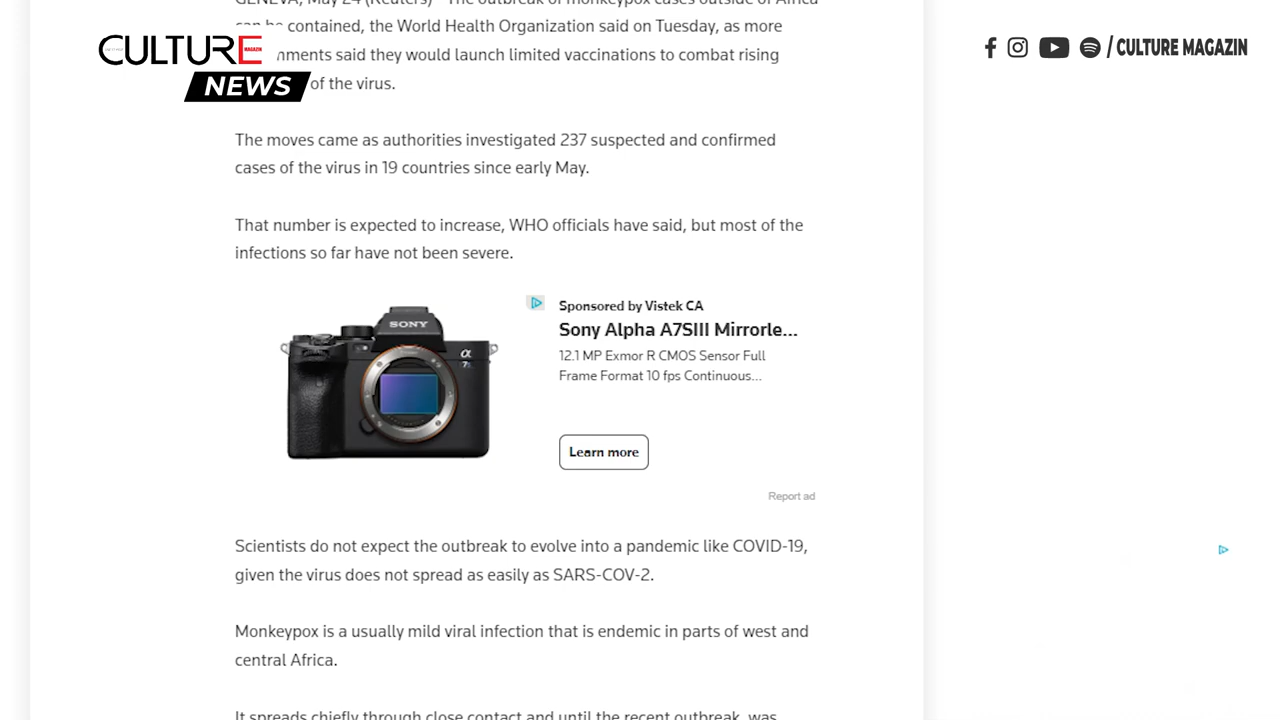 GENEVA, May 24 (Reuters) - The outbreak of monkeypox cases outside of Africa
can be contained, the World Health Organization said on Tuesday, as more
nments said they would launch limited vaccinations to combat rising
of the virus.
CULTURE
MAGAZIN
NEWS
/ CULTURE MAGAZIN
The moves came as authorities investigated 237 suspected and confirmed
cases of the virus in 19 countries since early May.
That number is expected to increase, WHO officials have said, but most of the
infections so far have not been severe.
SONY
α
7S
Sponsored by Vistek CA
Sony Alpha A7SIII Mirrorle...
12.1 MP Exmor R CMOS Sensor Full
Frame Format 10 fps Continuous...
Learn more
Report ad
Scientists do not expect the outbreak to evolve into a pandemic like COVID-19,
given the virus does not spread as easily as SARS-COV-2.
Monkeypox is a usually mild viral infection that is endemic in parts of west and
central Africa.
It spreads chiefly through close contact and until the recent outbreak, was